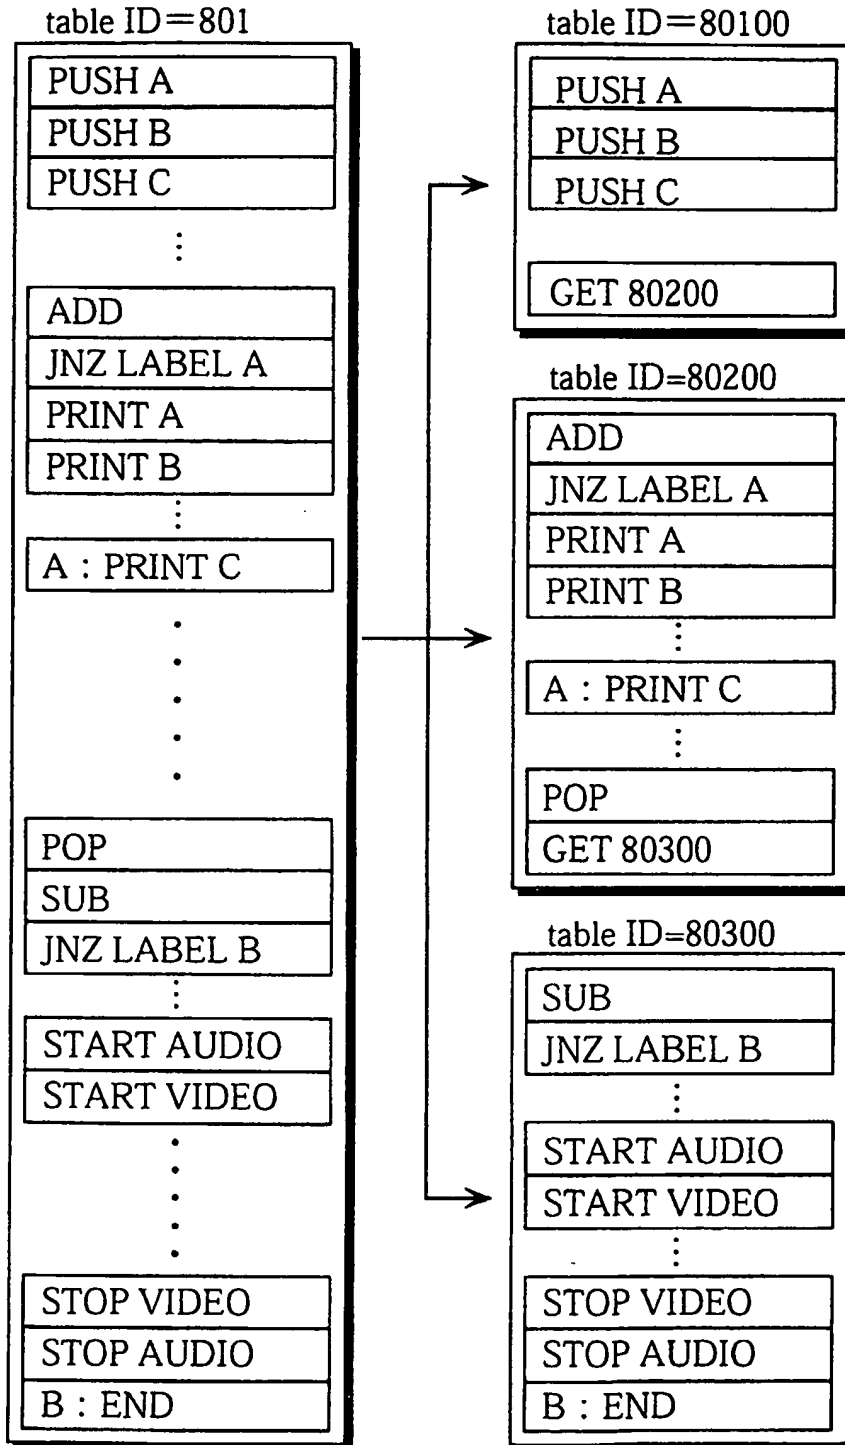 table ID=801
PUSH A
PUSH B
PUSH C
ADD
JNZ LABEL A
PRINT A
PRINT B
A : PRINT C
POP
SUB
JNZ LABEL B
START AUDIO
START VIDEO
STOP VIDEO
STOP AUDIO
B : END
table ID=80100
PUSH A
PUSH B
PUSH C
GET 80200
table ID=80200
ADD
JNZ LABEL A
PRINT A
PRINT B
A : PRINT C
POP
GET 80300
table ID=80300
SUB
JNZ LABEL B
START AUDIO
START VIDEO
STOP VIDEO
STOP AUDIO
B : END